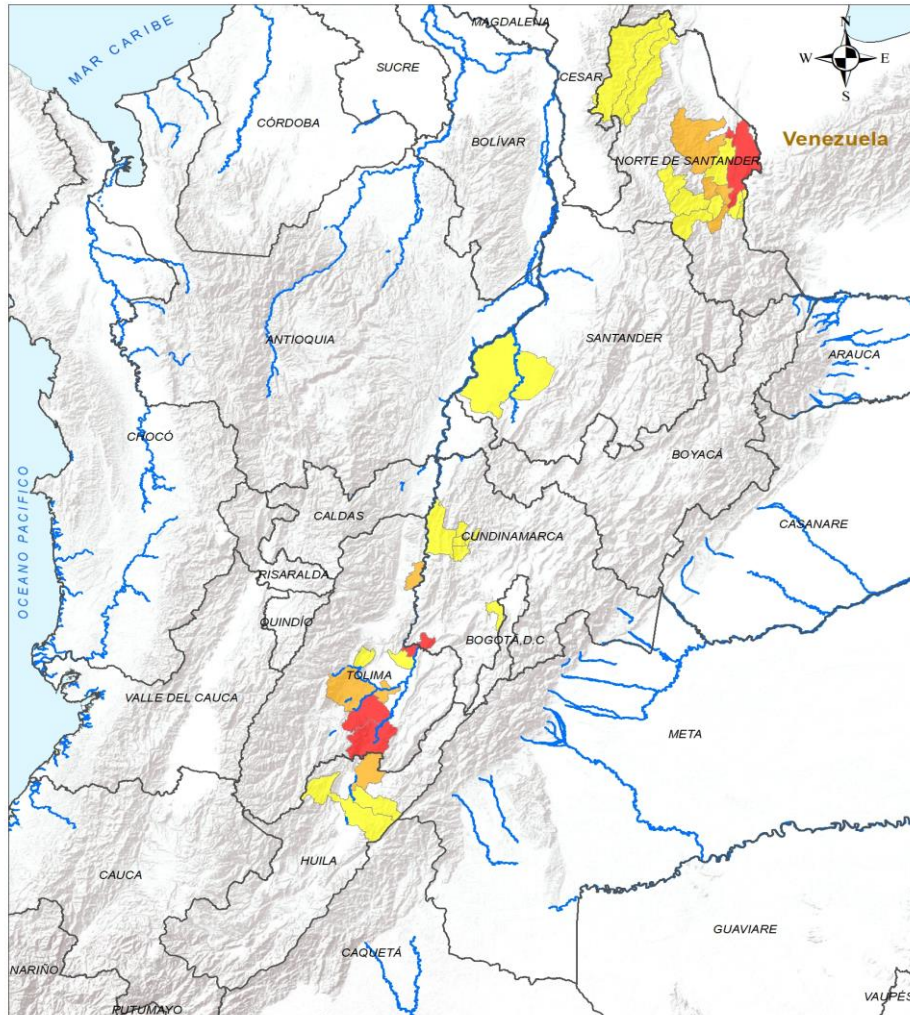 MAGDALENA
MAR CARIBE
N
W E
S
SUCRE
CESAR
CÓRDOBA
BOLÍVAR
Venezuela
NORTE DE SANTANDER
ANTIOQUIA
SANTANDER
ARAUCA
CHOCÓ
BOYACÁ
OCEANO PACIFICO
CALDAS
CUNDINAMARCA
CASANARE
RISARALDA
QUINDÍO
BOGOTÁ, D.C
TOLIMA
VALLE DEL CAUCA
META
HUILA
CAUCA
GUAVIARE
CAQUETÁ
NARIÑO
VAUPÉS
PUTUMAYO